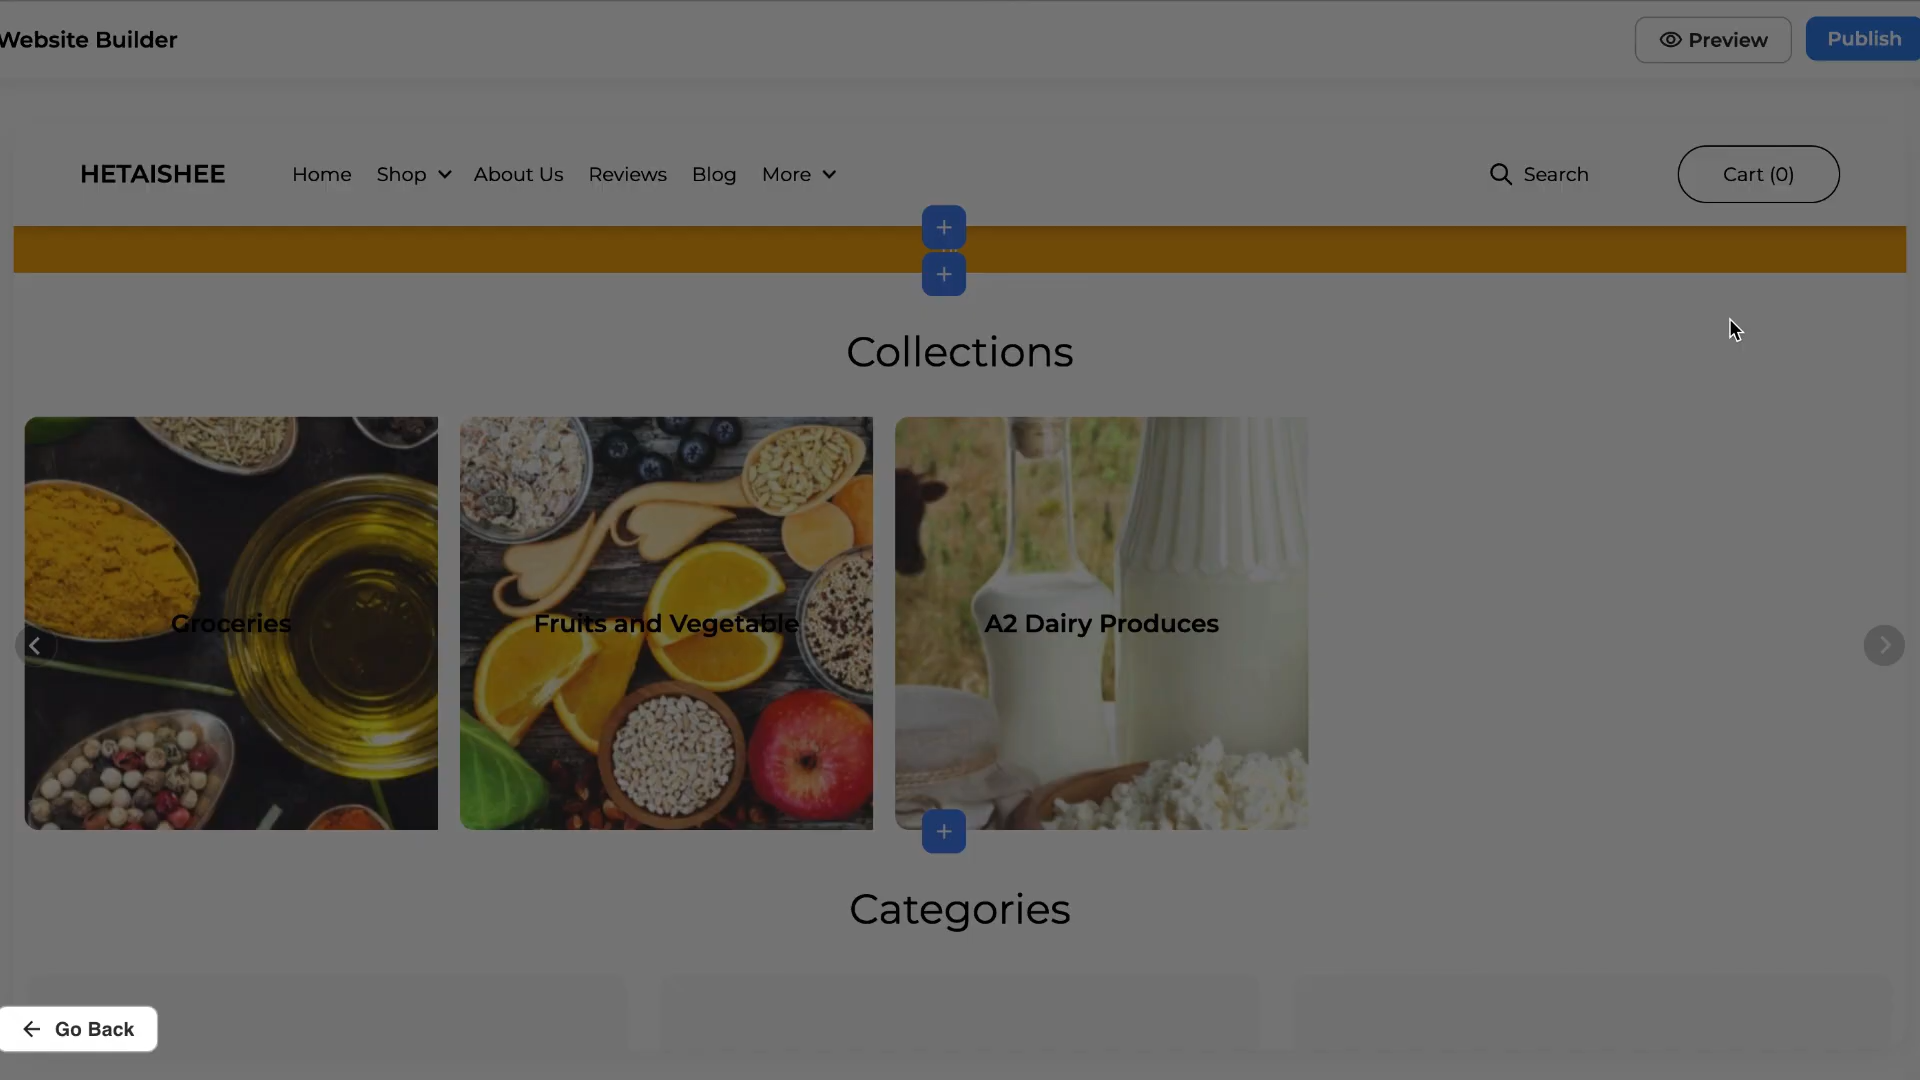 Website Builder
Preview
Publish
HETAISHEE
Home
Shop
About Us
Reviews
Blog
More
Search
Cart (0)
Collections
Groceries
Fruits and Vegetable
A2 Dairy Produces
Categories
Go Back